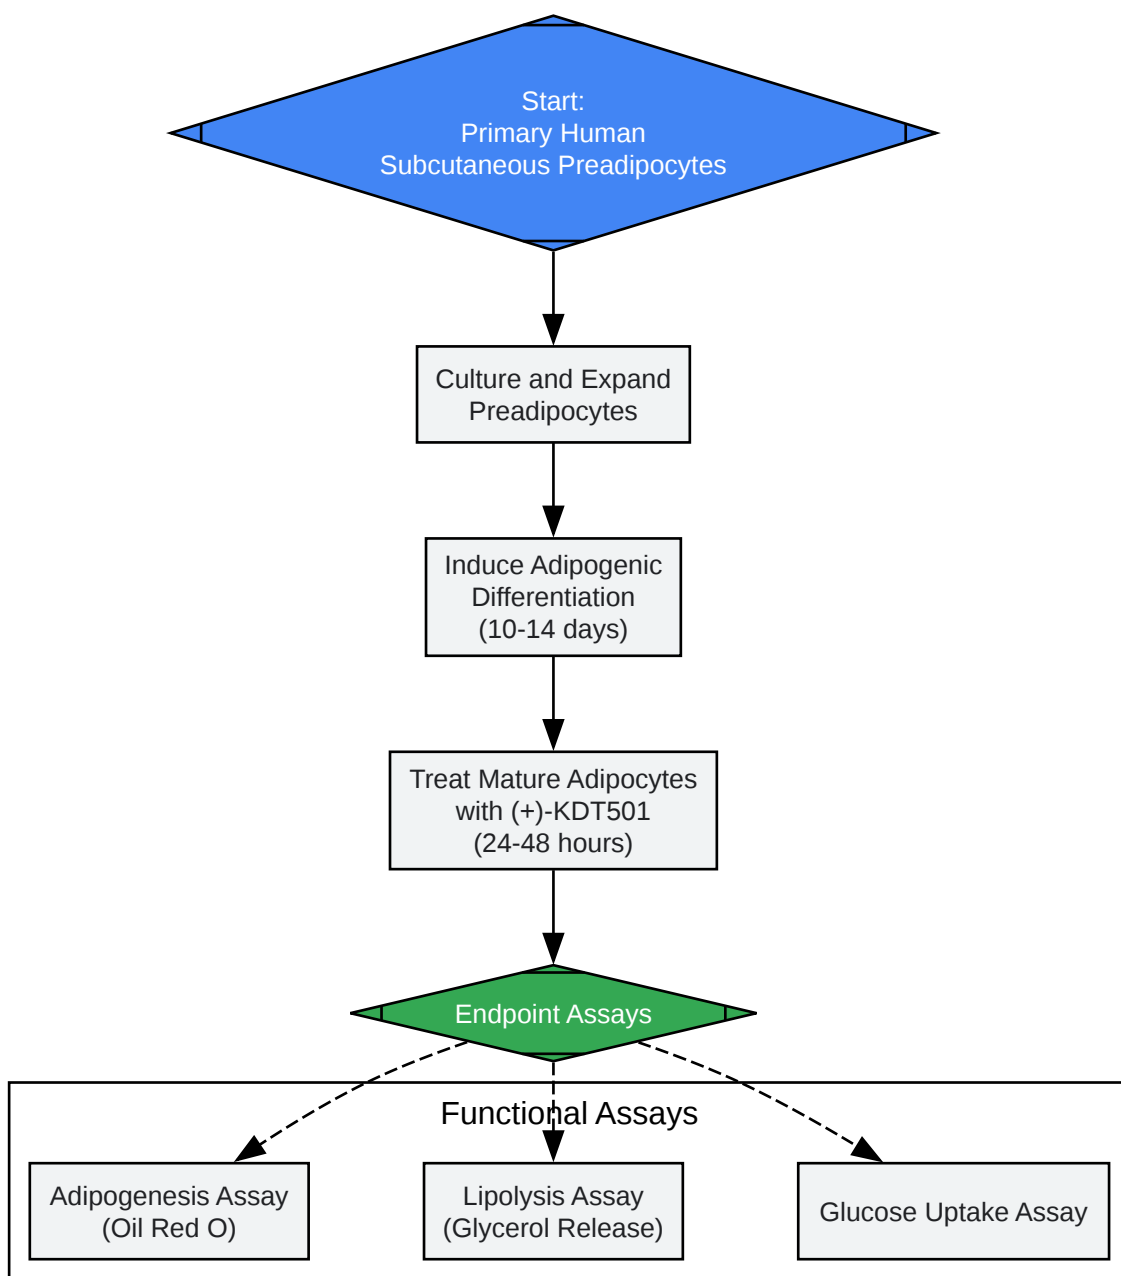 Start:
Primary Human
Subcutaneous Preadipocytes
Culture and Expand
Preadipocytes
Induce Adipogenic
Differentiation
(10-14 days)
Treat Mature Adipocytes
with (+)-KDT501
(24-48 hours)
Endpoint Assays
Functional Assays
Adipogenesis Assay
(Oil Red O)
Lipolysis Assay
(Glycerol Release)
Glucose Uptake Assay